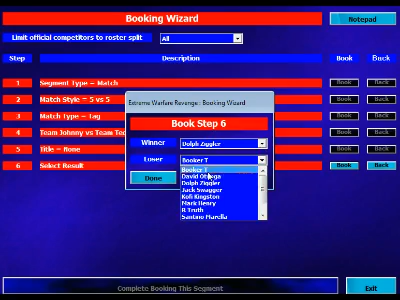 Booking Wizard
Notepad
Limit official competitors to roster split
All
Step Description Book Back
1 Segment Type = Match Book Back
2 Match Style = 5 vs 5 Book Back
3 Match Type = Tag Book Back
4 Team Johnny vs Team Ted Book Back
5 Title = None Book Back
6 Select Result Book Back
Extreme Warfare Revenge : Booking Wizard
Book Step 6
Winner Dolph Ziggler
Loser Booker T
Done
Booker T
David Otunga
Dolph Ziggler
Jack Swagger
Kofi Kingston
Mark Henry
R Truth
Santino Marella
Complete Booking This Segment
Exit